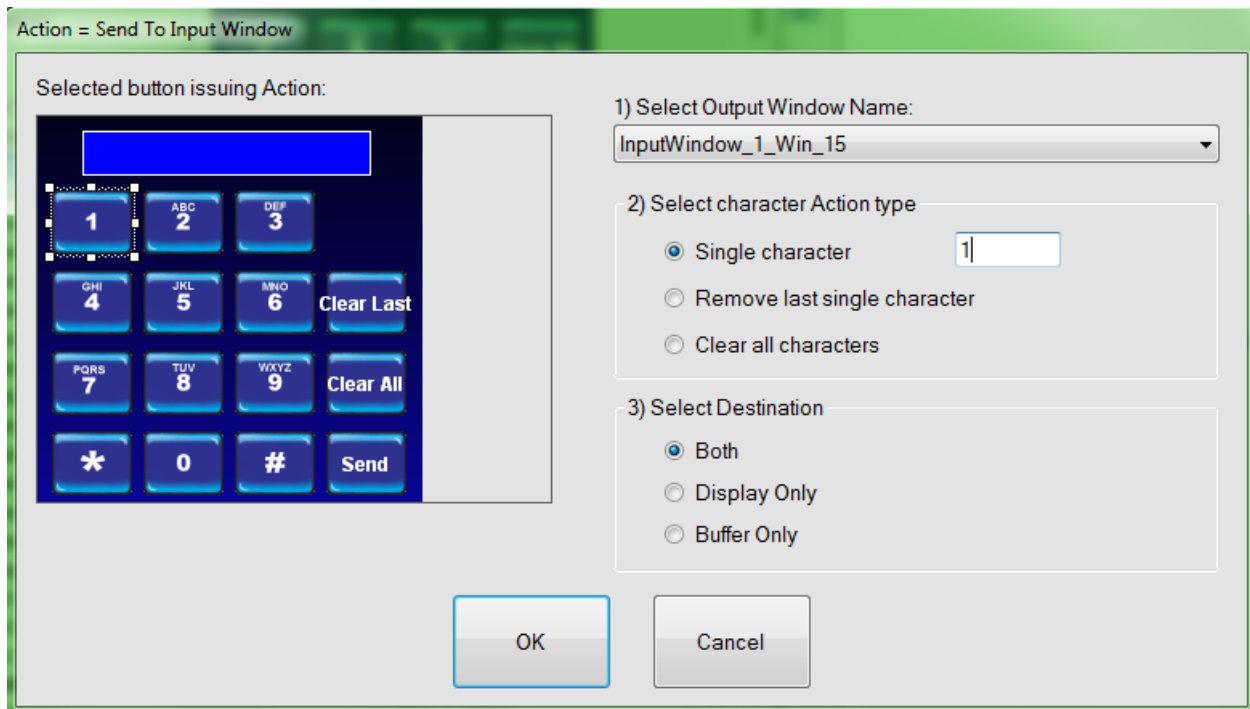 Action = Send To Input Window
Selected button issuing Action:
1
ABC
2
DEF
3
GHI
4
JKL
5
MNO
6
Clear Last
PQRS
7
TUV
8
WXYZ
9
Clear All
*
0
#
Send
1) Select Output Window Name:
InputWindow_1_Win_15
2) Select character Action type
Single character
1
Remove last single character
Clear all characters
3) Select Destination
Both
Display Only
Buffer Only
OK
Cancel